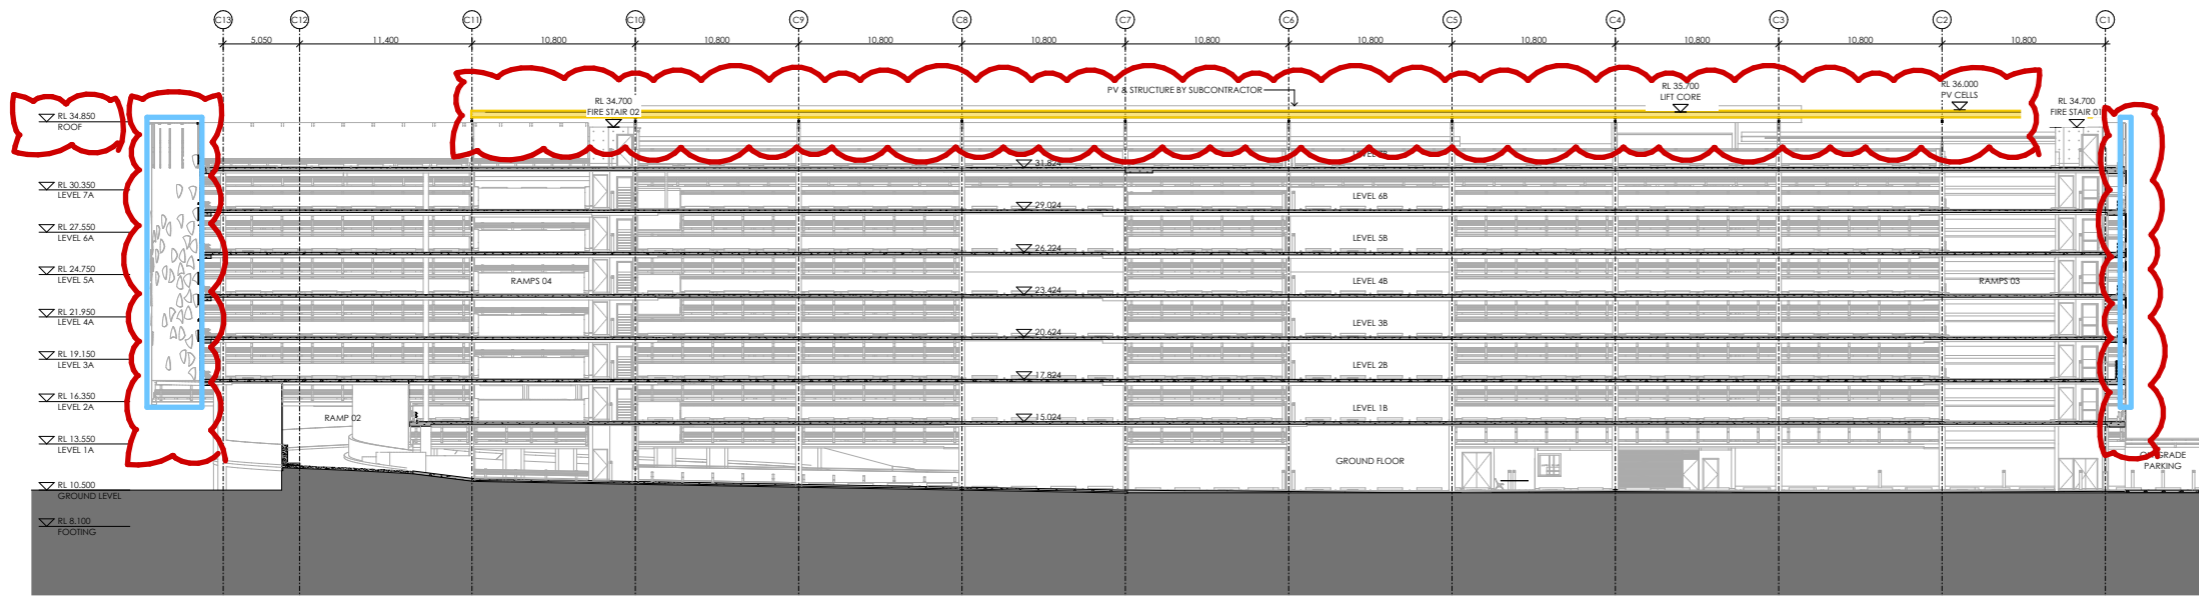 C13 C12 C11 C10 C9 C8 C7 C6 C5 C4 C3 C2 C1
5.050 11.400 10.800 10.800 10.800 10.800 10.800 10.800 10.800 10.800 10.800 10.800
PV & STRUCTURE BY SUBCONTRACTOR
RL 35.700
LIFT CORE
RL 36.000
PV CELLS
RL 34.700
FIRE STAIR 02
RL 34.700
FIRE STAIR 01
RL 34.850
ROOF
31.824
RL 30.350
LEVEL 7A
LEVEL 6B
29.024
RL 27.550
LEVEL 6A
LEVEL 5B
26.224
RL 24.750
LEVEL 5A
RAMPS 04
LEVEL 4B
RAMPS 03
23.424
RL 21.950
LEVEL 4A
LEVEL 3B
20.624
RL 19.150
LEVEL 3A
LEVEL 2B
17.824
RL 16.350
LEVEL 2A
RAMP 02
LEVEL 1B
15.024
RL 13.550
LEVEL 1A
GROUND FLOOR
PARKING
RL 10.500
GROUND LEVEL
RL 8.100
FOOTING